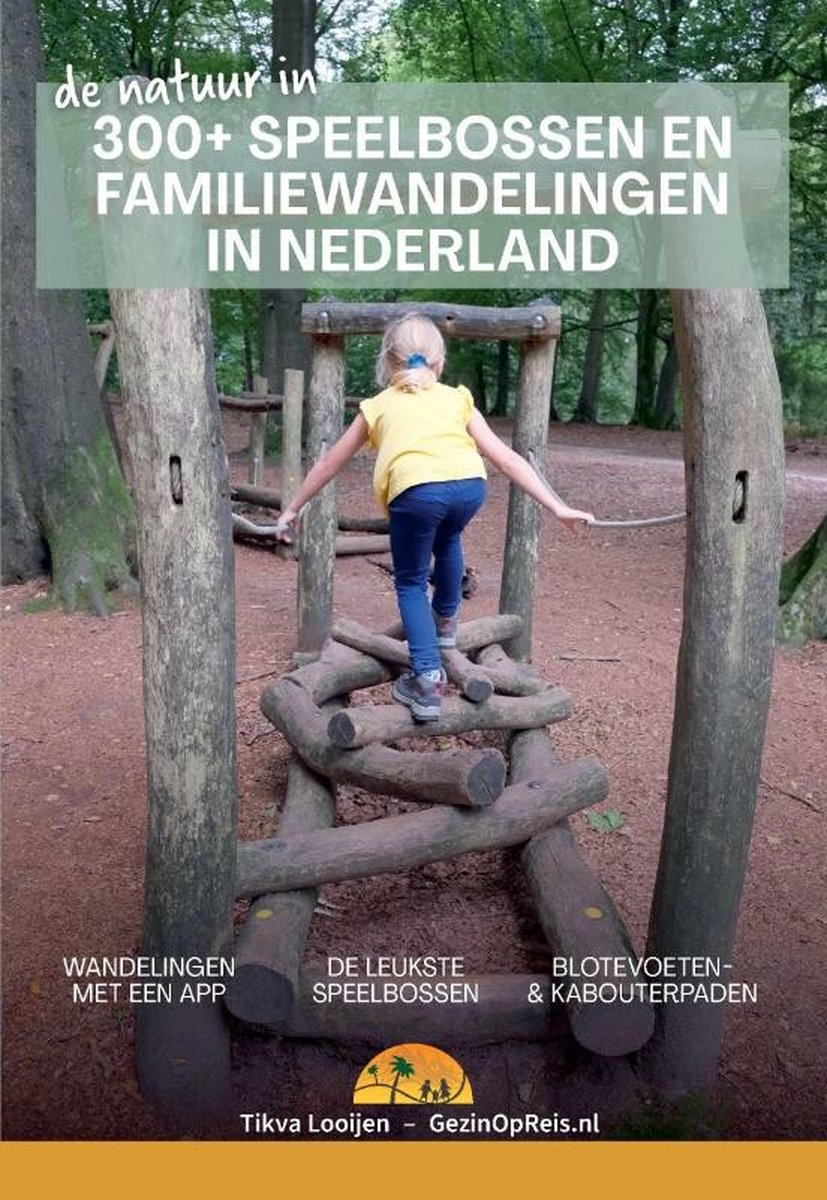 de natuur in
300+ SPEELBOSSEN EN
FAMILIEWANDELINGEN
IN NEDERLAND
WANDELINGEN
MET EEN APP
DE LEUKSTE
SPEELBOSSEN
BLOTEVOETEN-
& KABOUTERPADEN
Tikva Looijen – GezinOpReis.nl